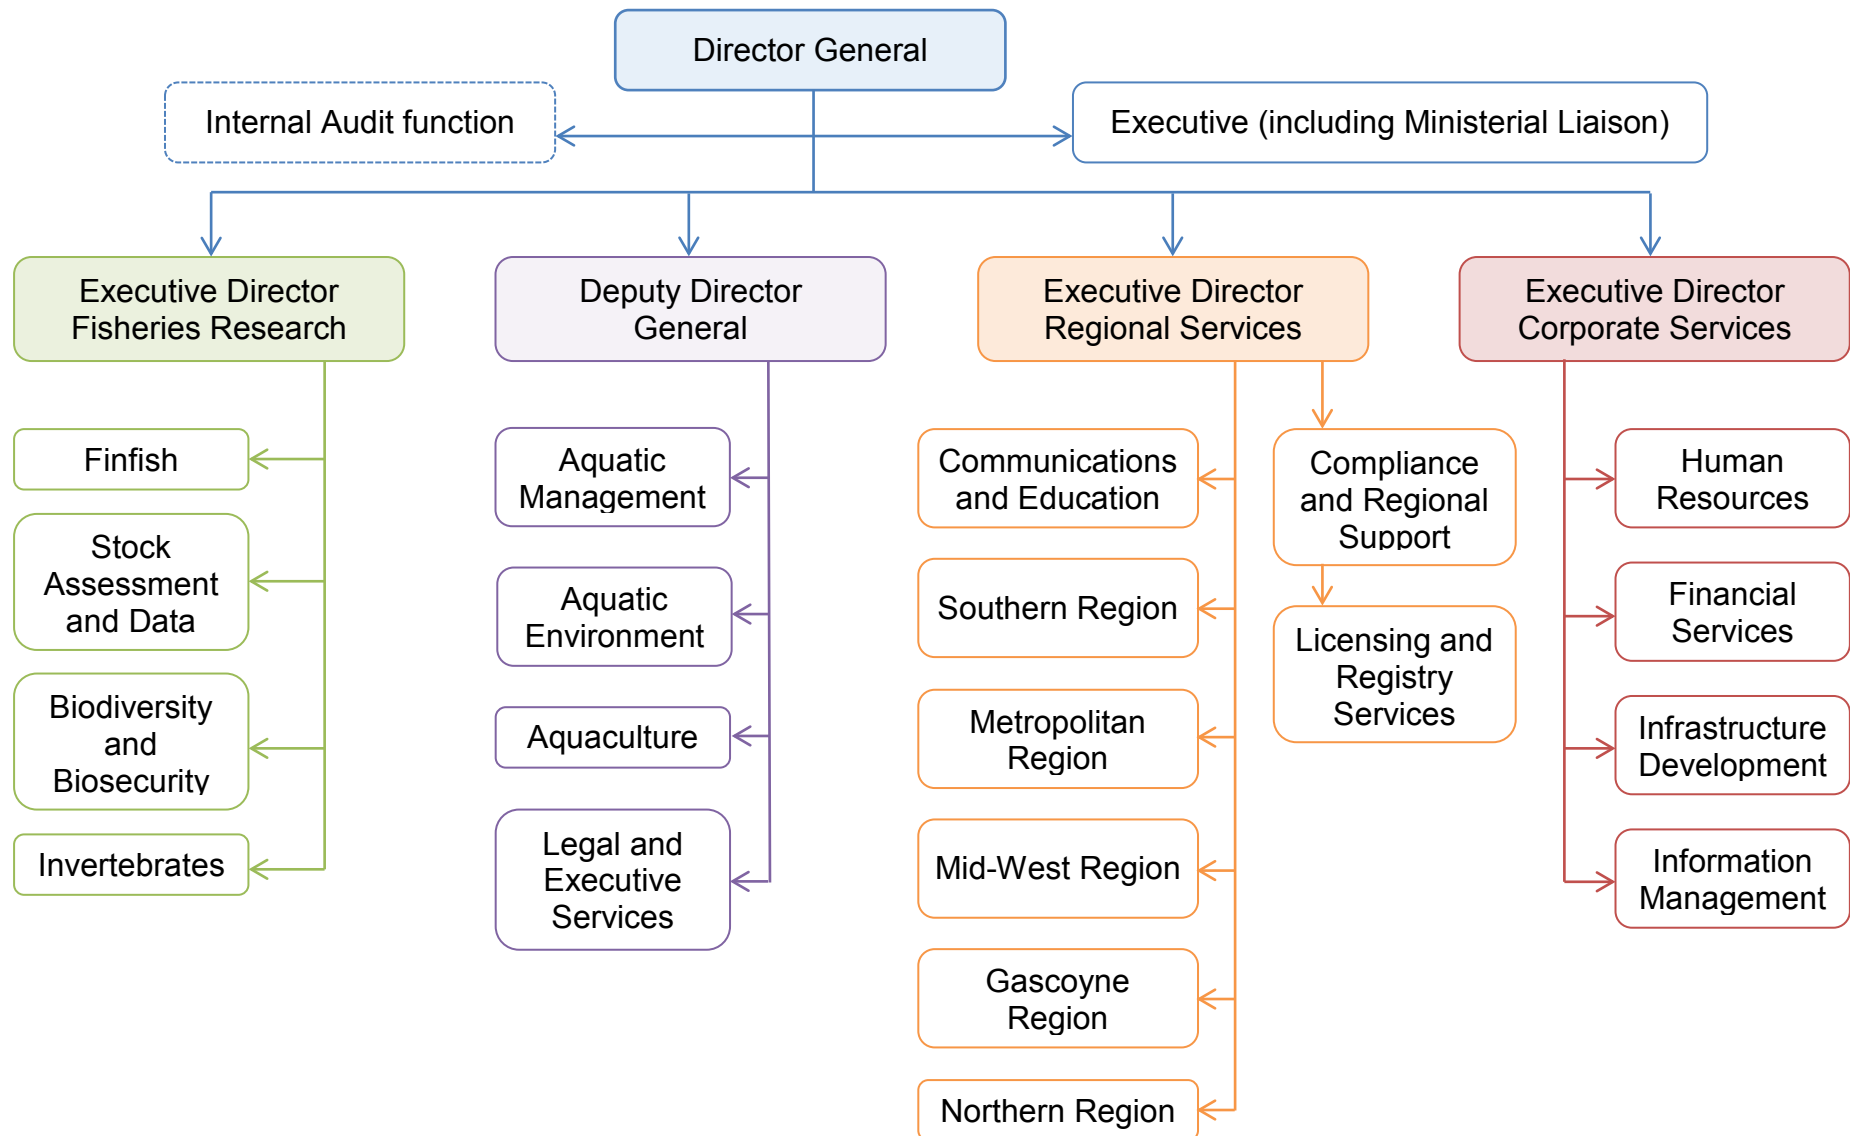 Director General
Internal Audit function
Executive (including Ministerial Liaison)
Executive Director
Fisheries Research
Deputy Director
General
Executive Director
Regional Services
Executive Director
Corporate Services
Finfish
Stock
Assessment
and Data
Biodiversity
and
Biosecurity
Invertebrates
Aquatic
Management
Aquatic
Environment
Aquaculture
Legal and
Executive
Services
Communications
and Education
Southern Region
Metropolitan
Region
Mid-West Region
Gascoyne
Region
Northern Region
Compliance
and Regional
Support
Licensing and
Registry
Services
Human
Resources
Financial
Services
Infrastructure
Development
Information
Management